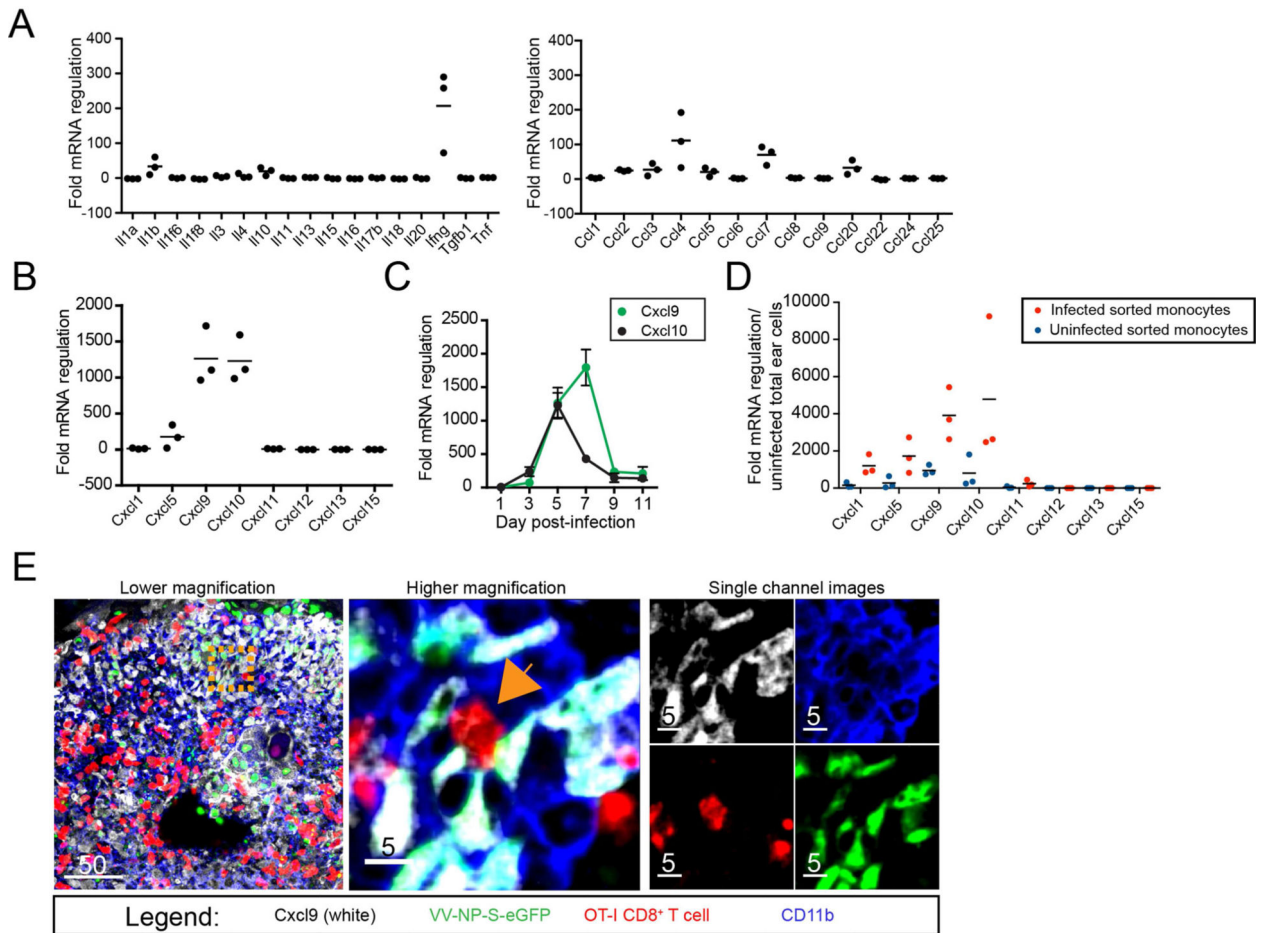 A
Fold mRNA regulation
400
300
200
100
0
-100
Il1a
Il1b
Il1f6
Il1f8
Il3
Il4
Il10
Il11
Il13
Il15
Il16
Il17b
Il18
Il20
Ifng
Tgfb1
Tnf
Fold mRNA regulation
400
300
200
100
0
-100
Ccl1
Ccl2
Ccl3
Ccl4
Ccl5
Ccl6
Ccl7
Ccl8
Ccl9
Ccl20
Ccl22
Ccl24
Ccl25
B
Fold mRNA regulation
2000
1500
1000
500
0
-500
Cxcl1
Cxcl5
Cxcl9
Cxcl10
Cxcl11
Cxcl12
Cxcl13
Cxcl15
C
Cxcl9
Cxcl10
Fold mRNA regulation
2500
2000
1500
1000
500
0
1 3 5 7 9 11
Day post-infection
D
Infected sorted monocytes
Uninfected sorted monocytes
Fold mRNA regulation/
uninfected total ear cells
10000
8000
6000
4000
2000
0
Cxcl1
Cxcl5
Cxcl9
Cxcl10
Cxcl11
Cxcl12
Cxcl13
Cxcl15
E
Lower magnification
Higher magnification
Single channel images
50
5
5
5
5
5
Legend: Cxcl9 (white) VV-NP-S-eGFP OT-I CD8⁺ T cell CD11b